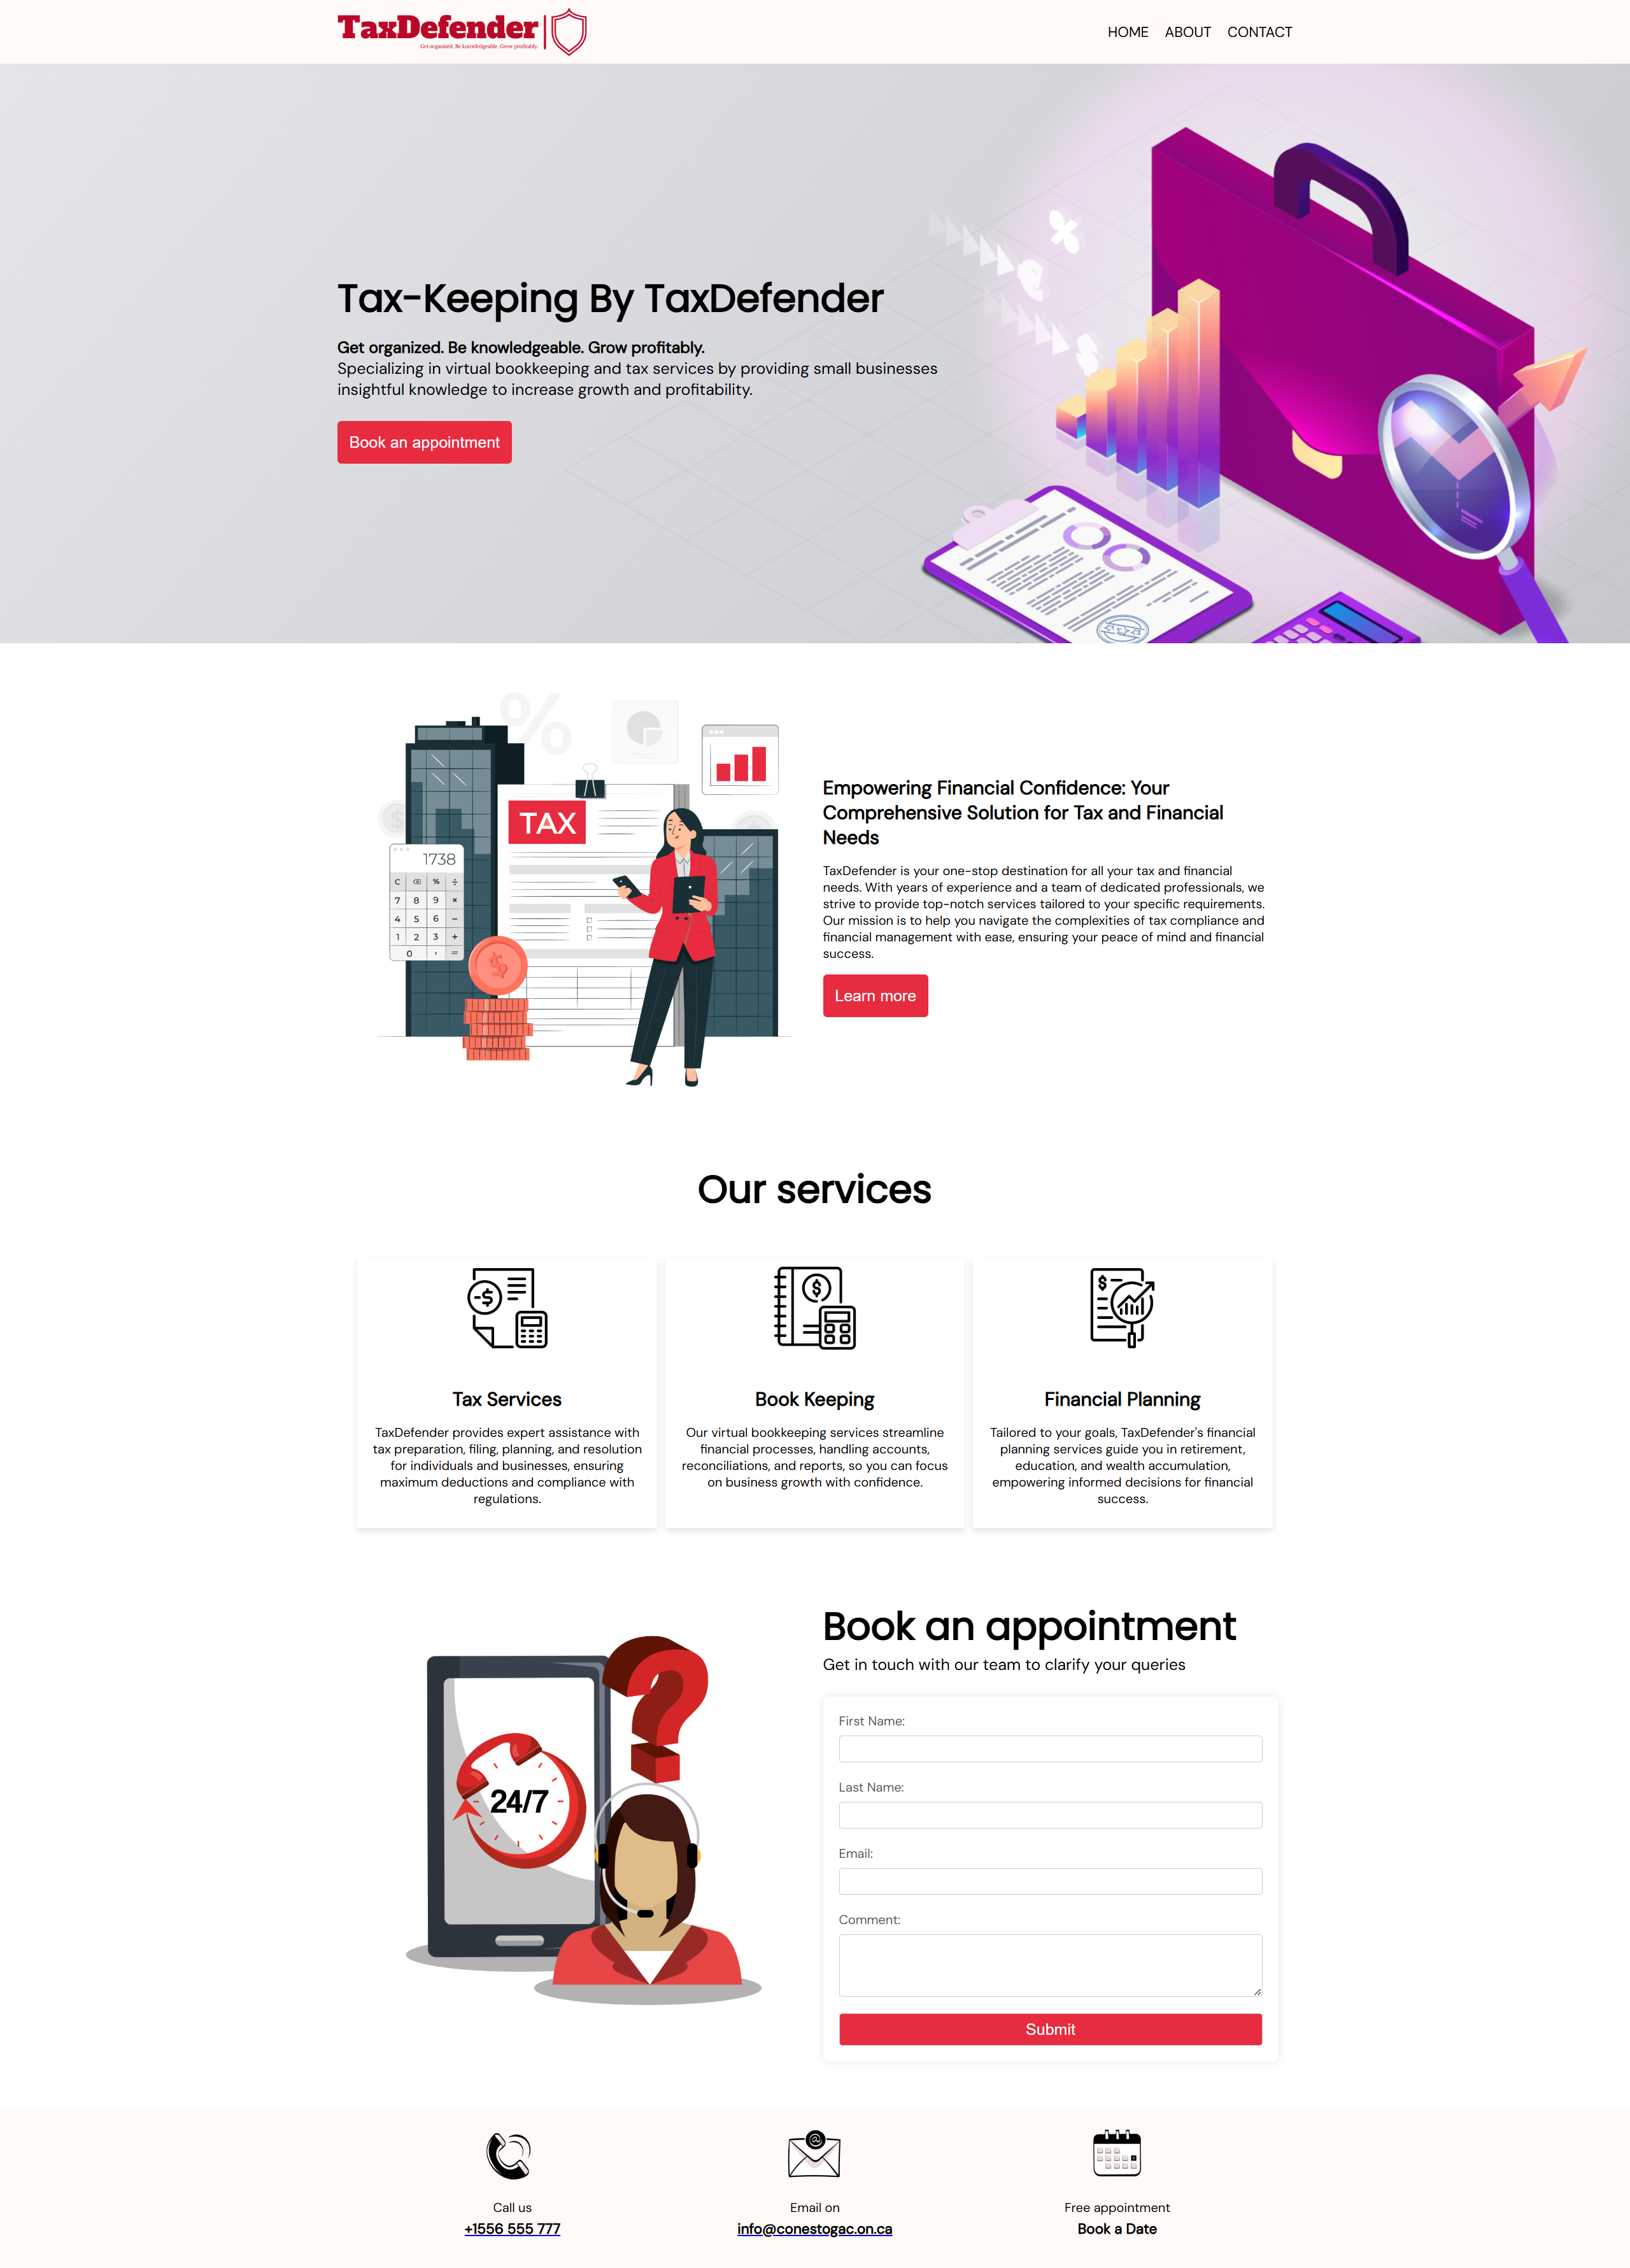 TaxDefender
Get organized. Be knowledgeable. Grow profitably.
HOME ABOUT CONTACT
Tax-Keeping By TaxDefender
Get organized. Be knowledgeable. Grow profitably.
Specializing in virtual bookkeeping and tax services by providing small businesses
insightful knowledge to increase growth and profitability.
Book an appointment
%
TAX
1738
C % ÷
7 8 9 ×
4 5 6 −
1 2 3 +
0 , =
$
Empowering Financial Confidence: Your
Comprehensive Solution for Tax and Financial
Needs
TaxDefender is your one-stop destination for all your tax and financial
needs. With years of experience and a team of dedicated professionals, we
strive to provide top-notch services tailored to your specific requirements.
Our mission is to help you navigate the complexities of tax compliance and
financial management with ease, ensuring your peace of mind and financial
success.
Learn more
Our services
Tax Services
TaxDefender provides expert assistance with
tax preparation, filing, planning, and resolution
for individuals and businesses, ensuring
maximum deductions and compliance with
regulations.
Book Keeping
Our virtual bookkeeping services streamline
financial processes, handling accounts,
reconciliations, and reports, so you can focus
on business growth with confidence.
Financial Planning
Tailored to your goals, TaxDefender's financial
planning services guide you in retirement,
education, and wealth accumulation,
empowering informed decisions for financial
success.
24/7
?
Book an appointment
Get in touch with our team to clarify your queries
First Name:
Last Name:
Email:
Comment:
Submit
Call us
+1556 555 777
Email on
info@conestogac.on.ca
Free appointment
Book a Date